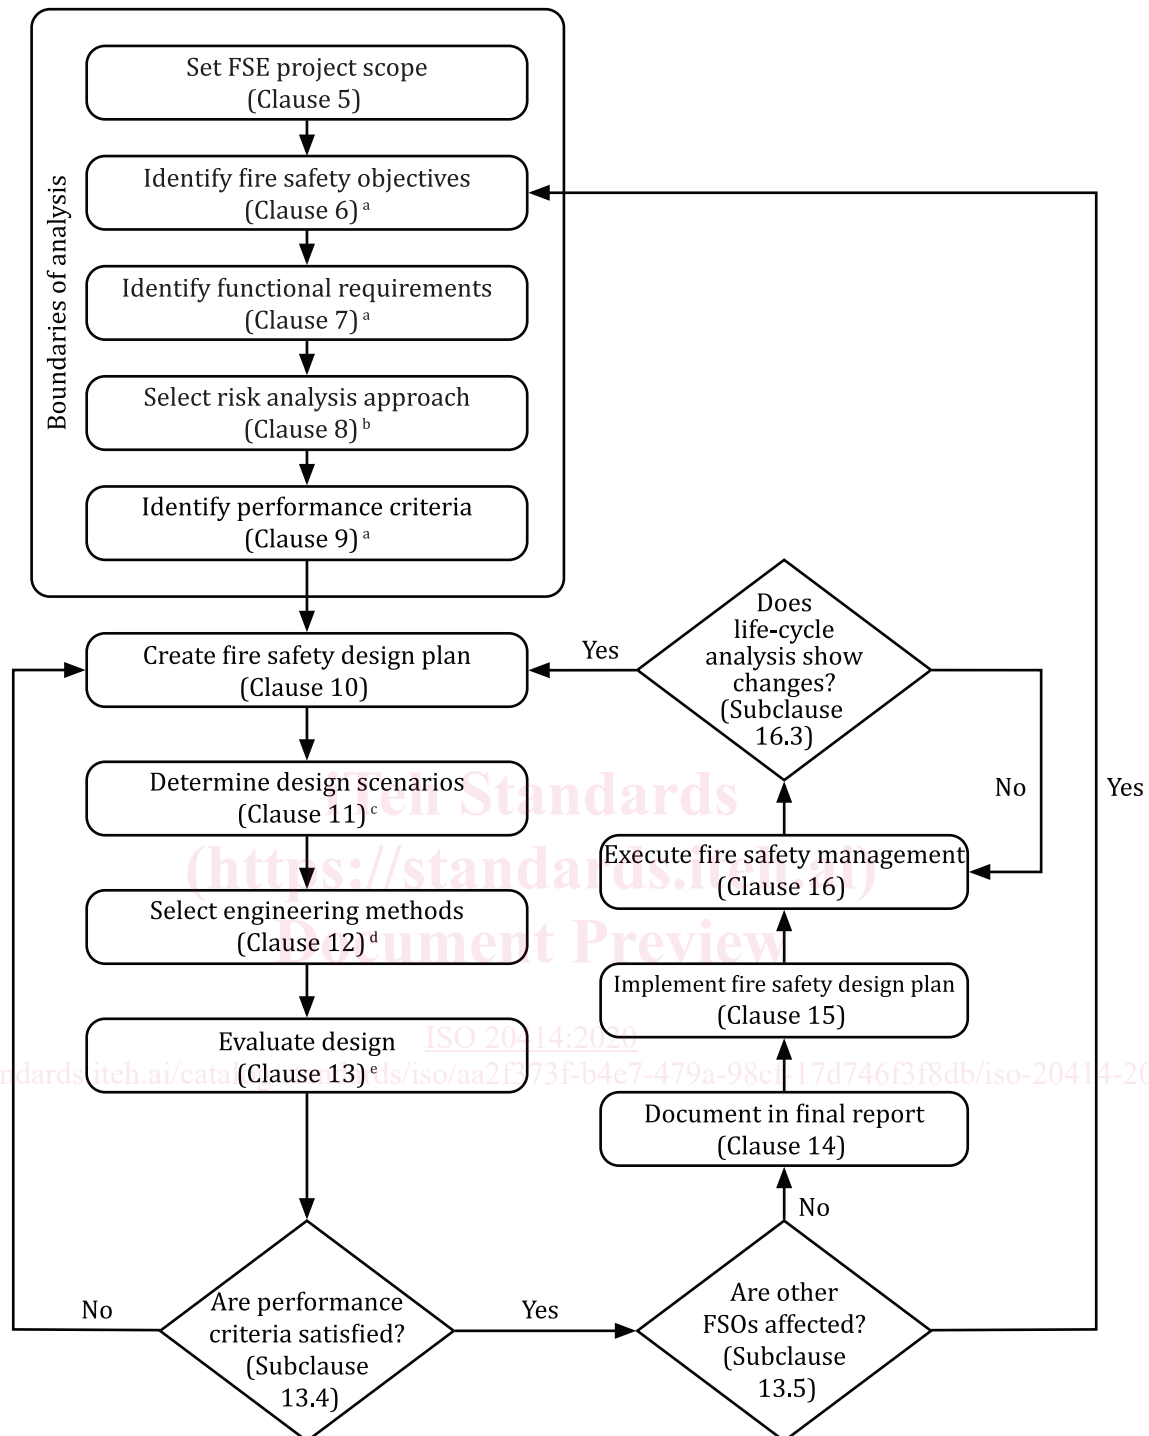 Boundaries of analysis
Set FSE project scope
(Clause 5)
Identify fire safety objectives
(Clause 6) a
Identify functional requirements
(Clause 7) a
Select risk analysis approach
(Clause 8) b
Identify performance criteria
(Clause 9) a
Create fire safety design plan
(Clause 10)
Determine design scenarios
(Clause 11) c
Select engineering methods
(Clause 12) d
Evaluate design
(Clause 13) e
Are performance
criteria satisfied?
(Subclause
13.4)
No
Yes
Are other
FSOs affected?
(Subclause
13.5)
No
Yes
Document in final report
(Clause 14)
Implement fire safety design plan
(Clause 15)
Execute fire safety management
(Clause 16)
Does
life-cycle
analysis show
changes?
(Subclause
16.3)
Yes
No
iTeh Standards
(https://standards.iteh.ai)
Document Preview
ISO 20414:2020